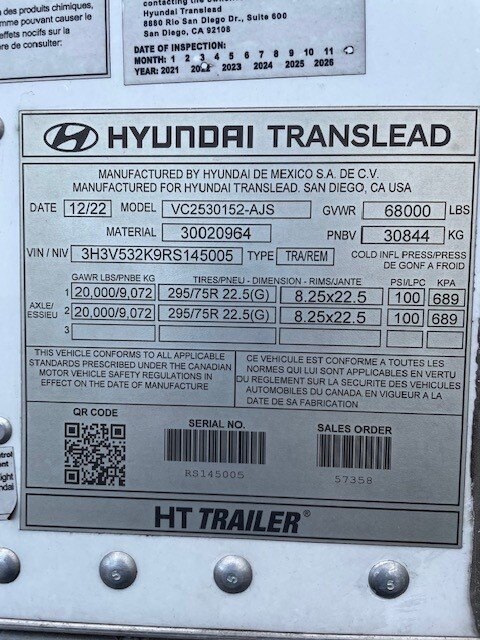 des produits chimiques,
pouvant causer le
effets nocifs sur la
ère de consulter:
Hyundai Translead
8880 Rio San Diego Dr., Suite 600
San Diego, CA 92108
DATE OF INSPECTION:
MONTH: 1 2 3 4 5 6 7 8 9 10 11
YEAR: 2021 2022 2023 2024 2025 2026
HYUNDAI TRANSLEAD
MANUFACTURED BY HYUNDAI DE MEXICO S.A. DE C.V.
MANUFACTURED FOR HYUNDAI TRANSLEAD, SAN DIEGO, CA USA
DATE 12/22 MODEL VC2530152-AJS GVWR 68000 LBS
MATERIAL 30020964 PNBV 30844 KG
VIN / NIV 3H3V532K9RS145005 TYPE TRA/REM COLD INFL PRESS/PRESS
DE GONF A FROID
GAWR LBS/PNBE KG TIRES/PNEU - DIMENSION - RIMS/JANTE PSI/LPC KPA
1 20,000/9,072 295/75R 22.5(G) 8.25x22.5 100 689
AXLE/
ESSIEU
2 20,000/9,072 295/75R 22.5(G) 8.25x22.5 100 689
3
THIS VEHICLE CONFORMS TO ALL APPLICABLE
STANDARDS PRESCRIBED UNDER THE CANADIAN
MOTOR VEHICLE SAFETY REGULATIONS IN
EFFECT ON THE DATE OF MANUFACTURE
CE VEHICULE EST CONFORME A TOUTES LES
NORMES QUI LUI SONT APPLICABLES EN VERTU
DU REGLEMENT SUR LA SECURITE DES VEHICULES
AUTOMOBILES DU CANADA EN VIGUEUR A LA
DATE DE SA FABRICATION
QR CODE
SERIAL NO.
RS145005
SALES ORDER
57358
HT TRAILER®